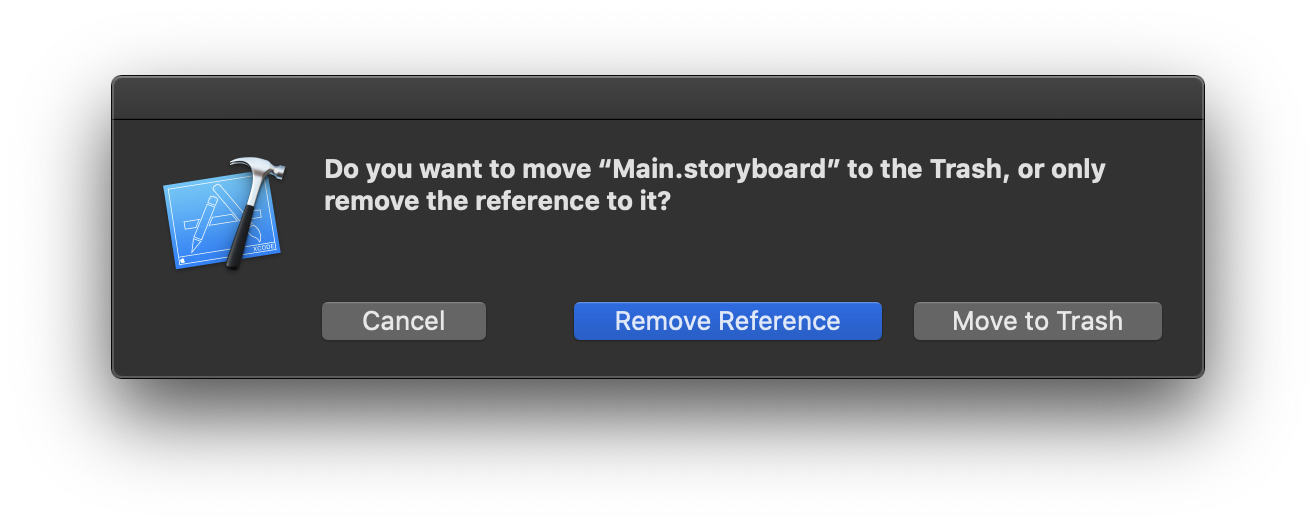 Do you want to move “Main.storyboard” to the Trash, or only
remove the reference to it?
XCODE
Cancel
Remove Reference
Move to Trash